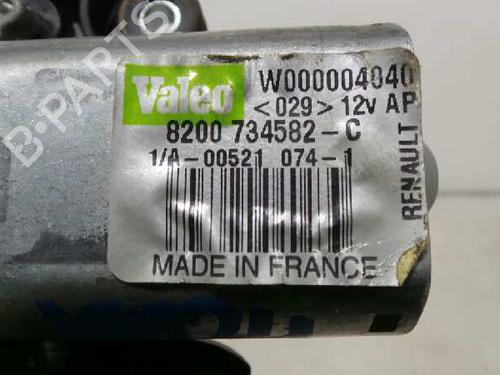 Valeo
W000004040
<029> 12V AP
8200 734582-C
1/A-00521 074-1
RENAULT
MADE IN FRANCE
B-PARTS